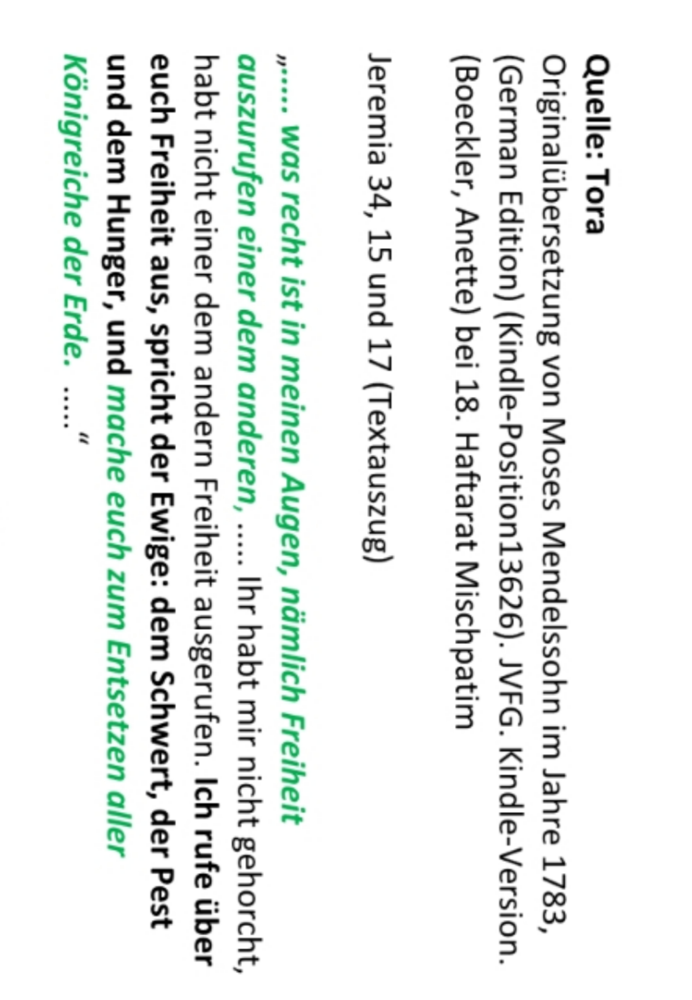 Quelle: Tora
Originalübersetzung von Moses Mendelssohn im Jahre 1783,
(German Edition) (Kindle-Position13626). JVFG. Kindle-Version.
(Boeckler, Anette) bei 18. Haftarat Mischpatim
Jeremia 34, 15 und 17 (Textauszug)
„..... was recht ist in meinen Augen, nämlich Freiheit
auszurufen einer dem anderen, ..... Ihr habt mir nicht gehorcht,
habt nicht einer dem andern Freiheit ausgerufen. Ich rufe über
euch Freiheit aus, spricht der Ewige: dem Schwert, der Pest
und dem Hunger, und mache euch zum Entsetzen aller
Königreiche der Erde. ..... “